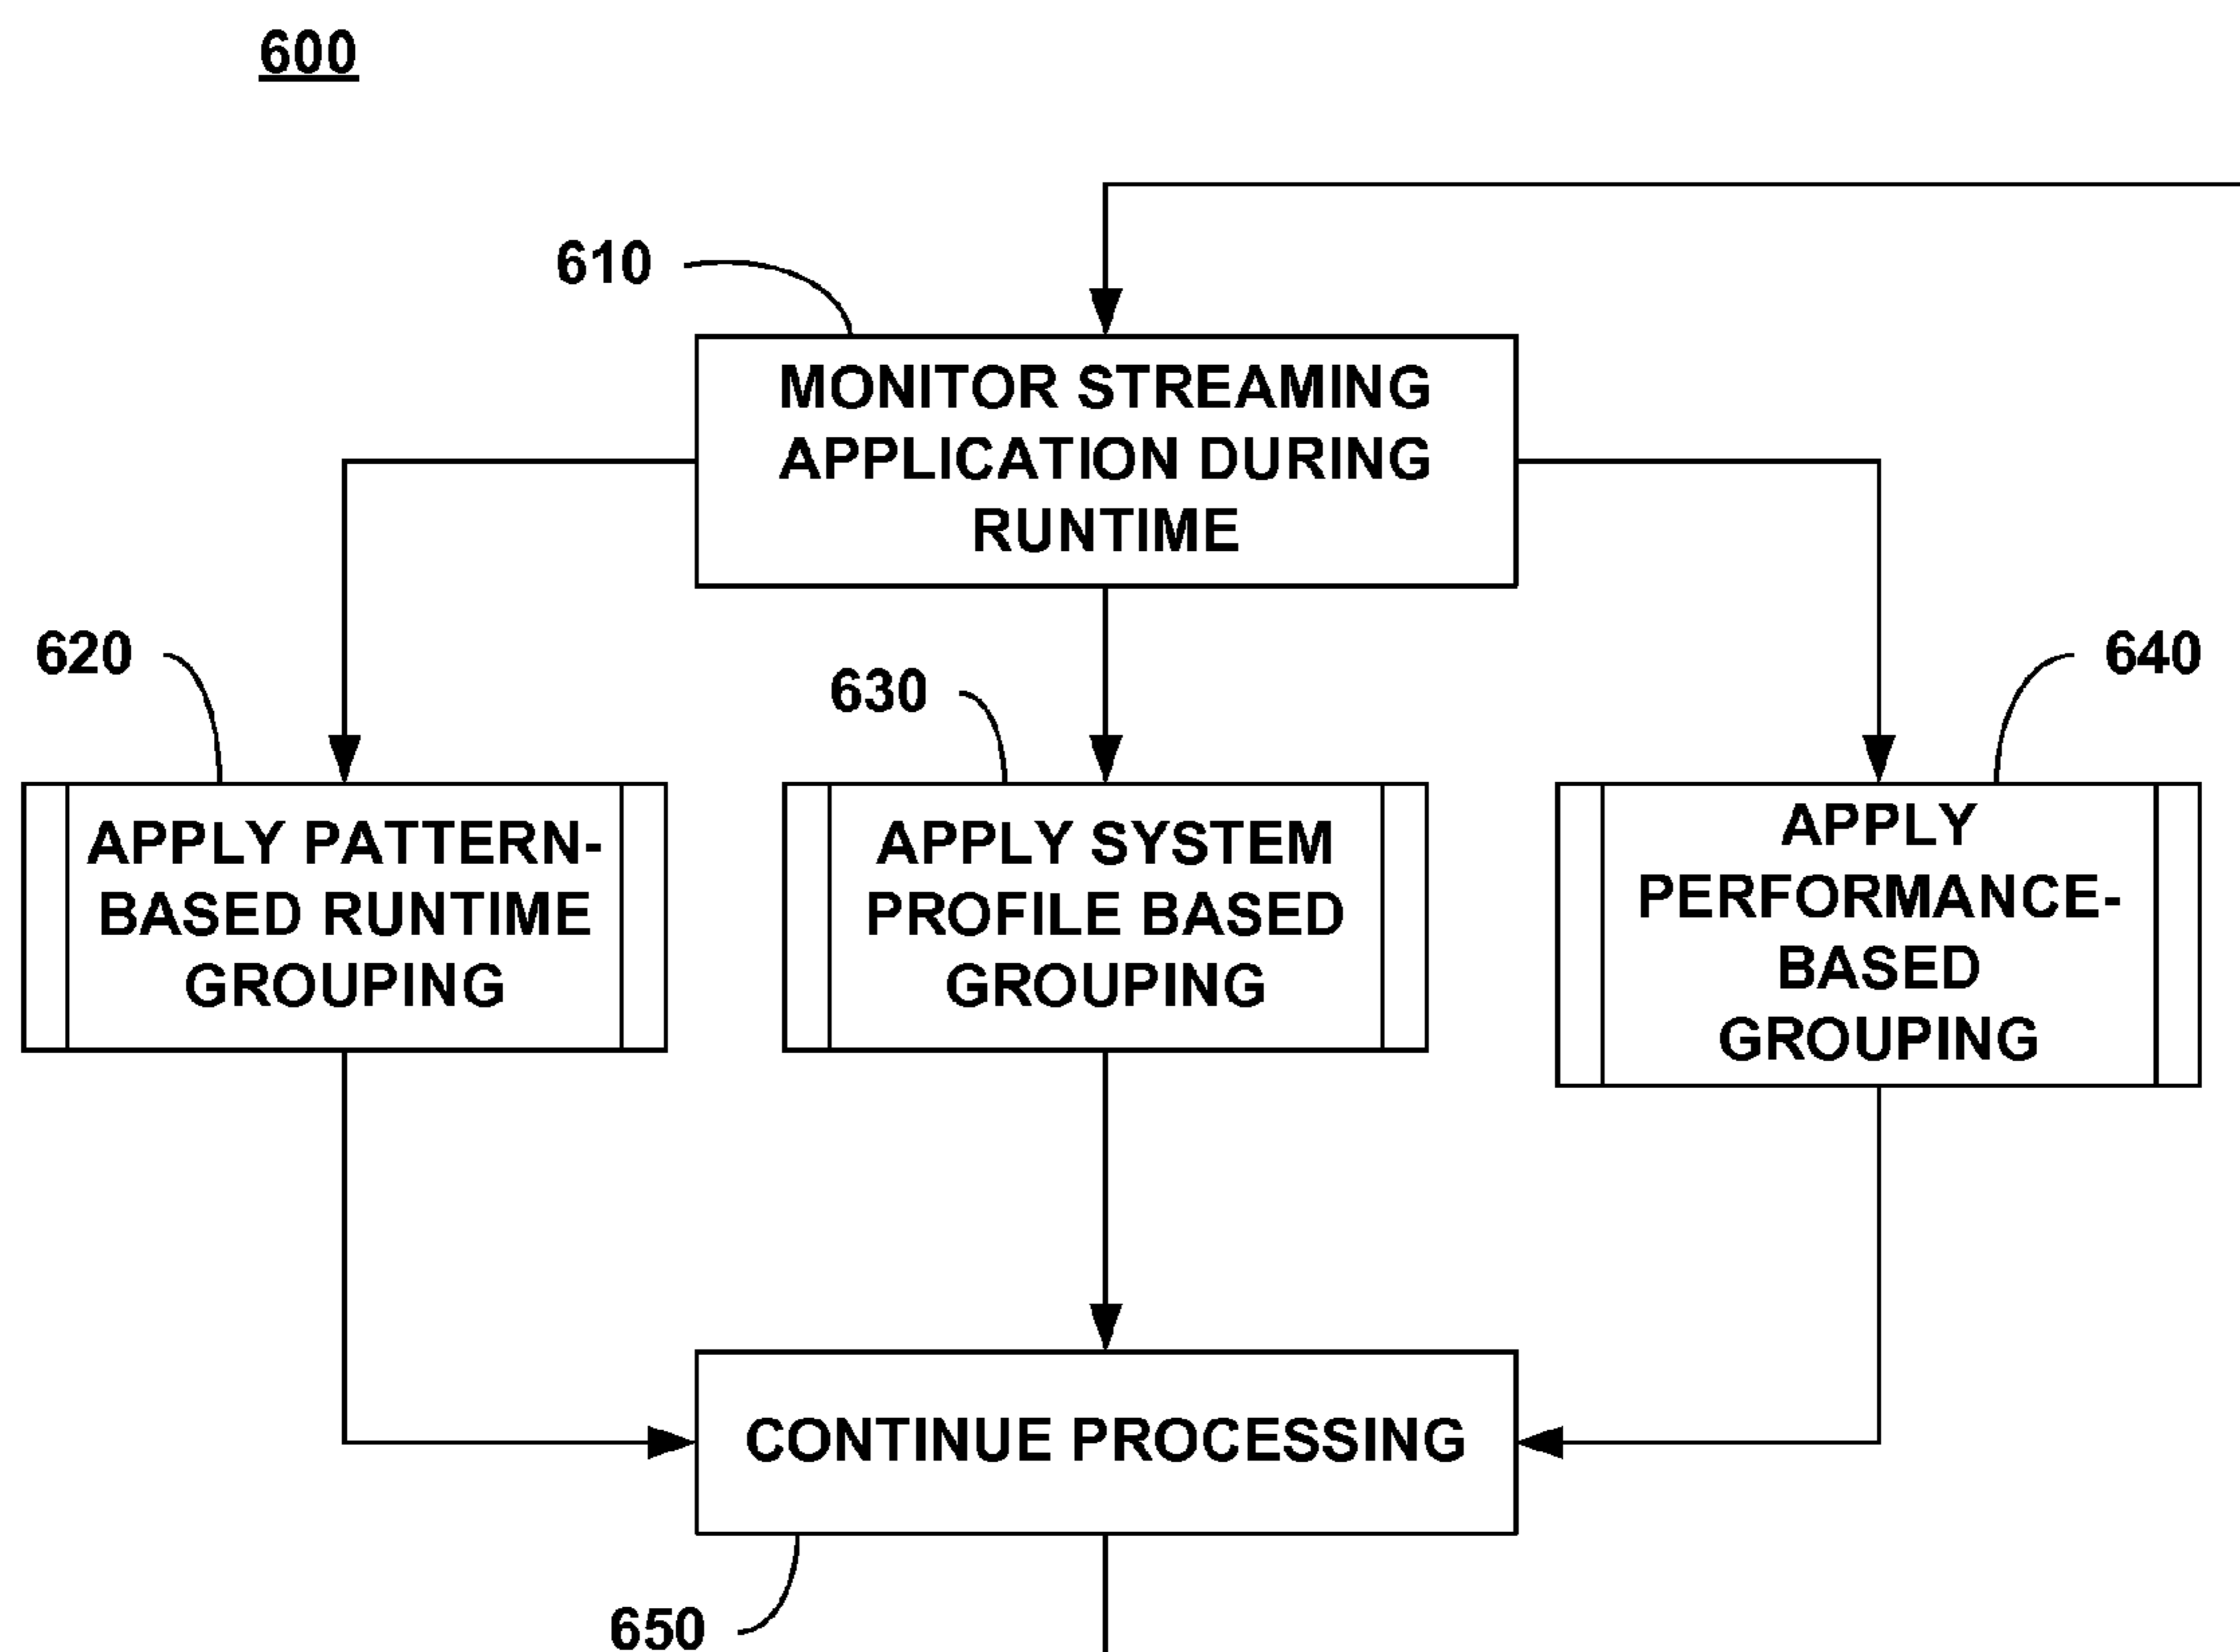 600
610
MONITOR STREAMING
APPLICATION DURING
RUNTIME
620
630
640
APPLY PATTERN-
BASED RUNTIME
GROUPING
APPLY SYSTEM
PROFILE BASED
GROUPING
APPLY
PERFORMANCE-
BASED
GROUPING
CONTINUE PROCESSING
650